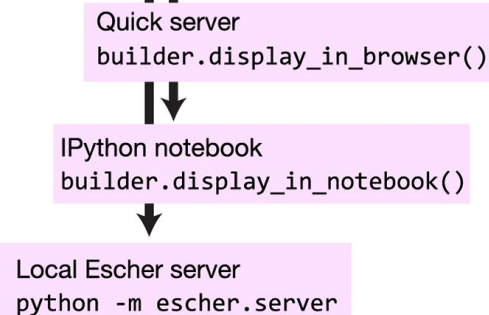 Quick server
builder.display_in_browser()
IPython notebook
builder.display_in_notebook()
Local Escher server
python -m escher.server